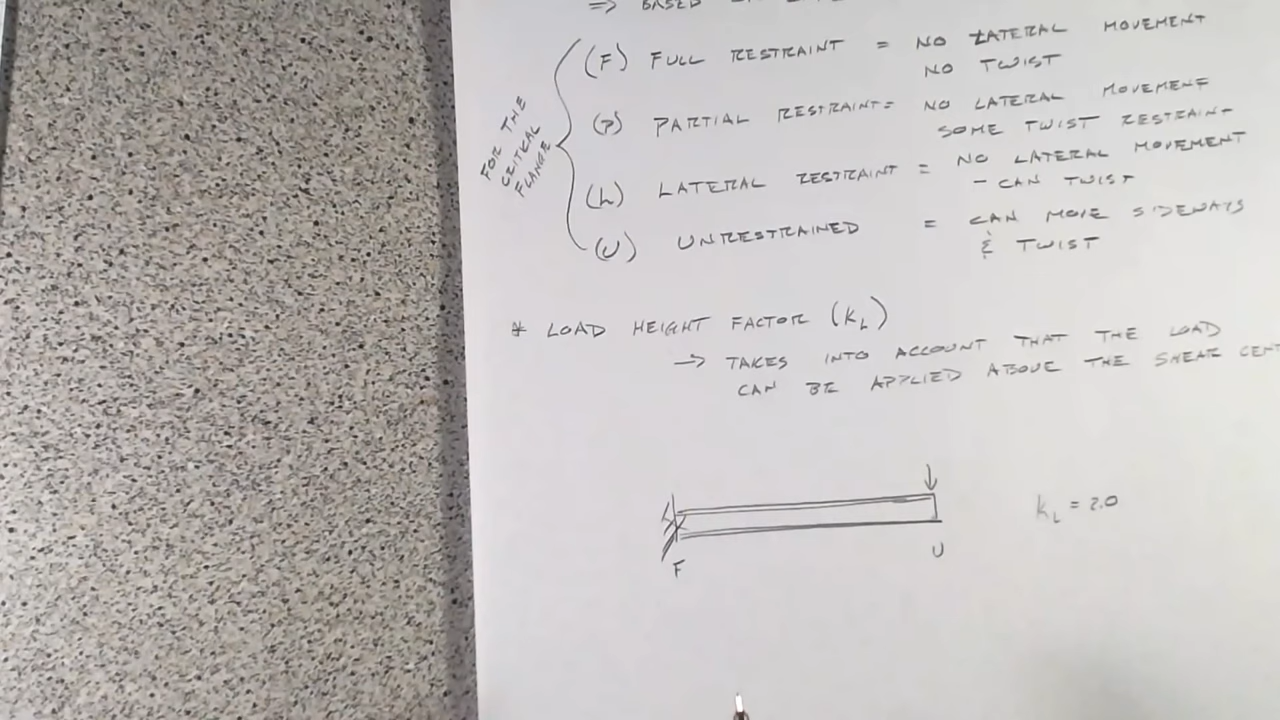 ⇒ BASED
(F) FULL RESTRAINT = NO LATERAL MOVEMENT
NO TWIST
(P) PARTIAL RESTRAINT = NO LATERAL MOVEMENT
SOME TWIST RESTRAINT
(L) LATERAL RESTRAINT = NO LATERAL MOVEMENT
- CAN TWIST
(U) UNRESTRAINED = CAN MOVE SIDEWAYS
& TWIST
FOR THE
CRITICAL
FLANGE
* LOAD HEIGHT FACTOR (kL)
→ TAKES INTO ACCOUNT THAT THE LOAD
CAN BE APPLIED ABOVE THE SHEAR CENT
kL = 2.0
F
U